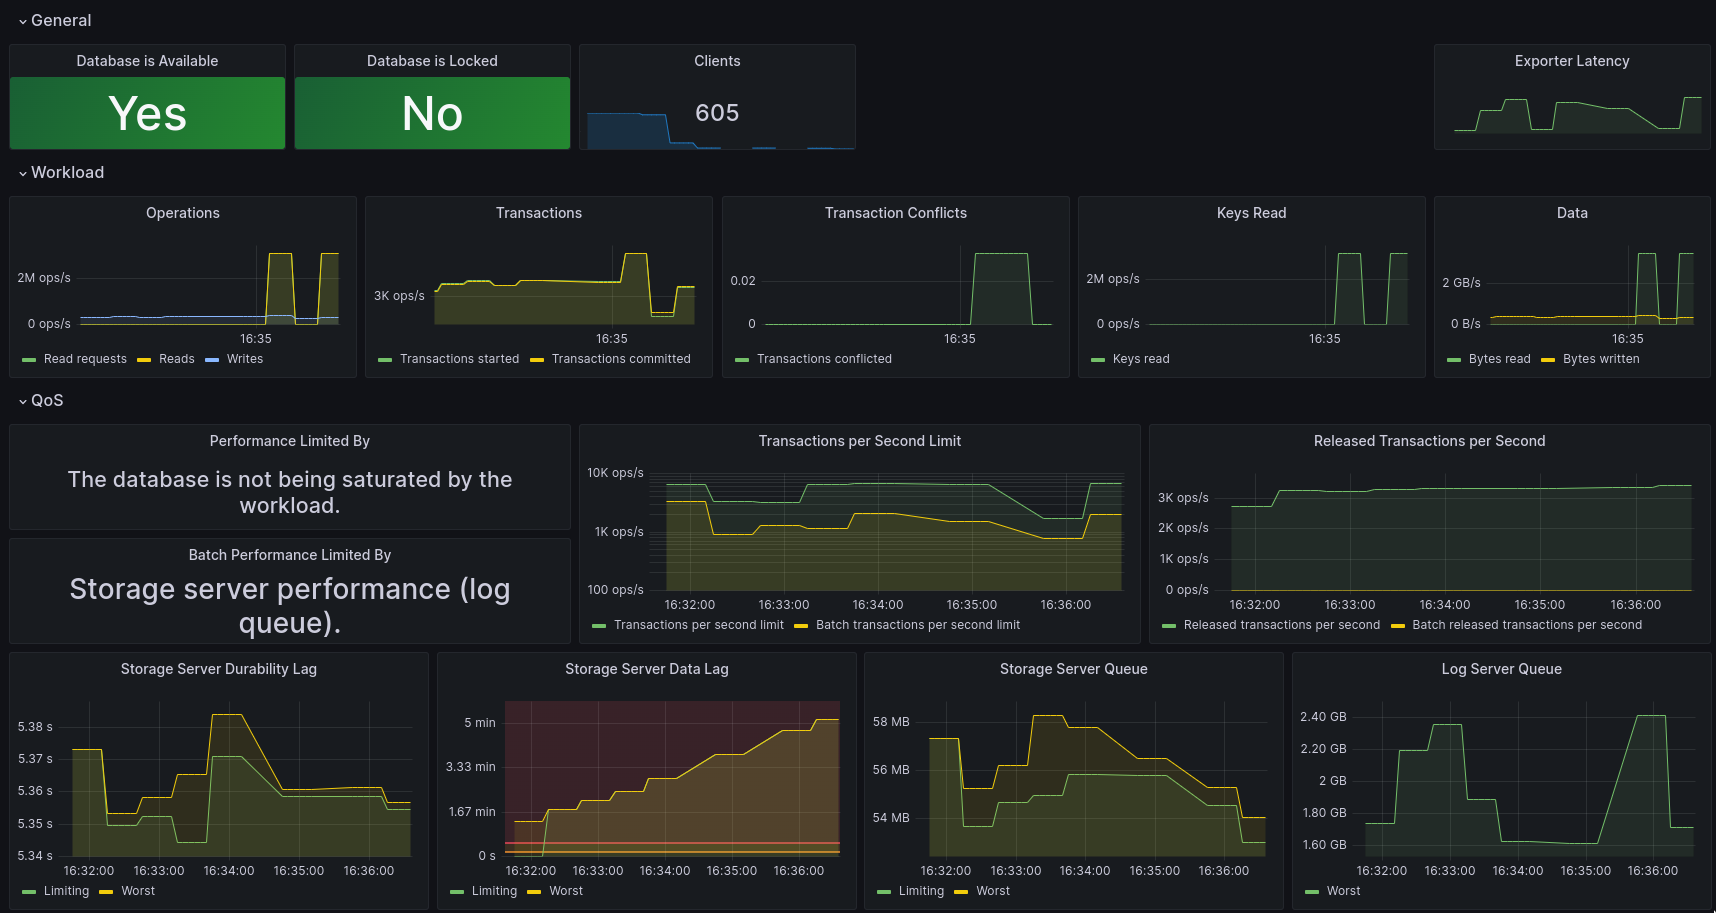 General
Database is Available
Database is Locked
Clients
Exporter Latency
Yes
No
605
Workload
Operations
2M ops/s
0 ops/s
16:35
Read requests Reads Writes
Transactions
3K ops/s
16:35
Transactions started Transactions committed
Transaction Conflicts
0.02
0
16:35
Transactions conflicted
Keys Read
2M ops/s
0 ops/s
16:35
Keys read
Data
2 GB/s
0 B/s
16:35
Bytes read Bytes written
QoS
Performance Limited By
The database is not being saturated by the
workload.
Batch Performance Limited By
Storage server performance (log
queue).
Transactions per Second Limit
10K ops/s
1K ops/s
100 ops/s
16:32:00 16:33:00 16:34:00 16:35:00 16:36:00
Transactions per second limit Batch transactions per second limit
Released Transactions per Second
3K ops/s
2K ops/s
1K ops/s
0 ops/s
16:32:00 16:33:00 16:34:00 16:35:00 16:36:00
Released transactions per second Batch released transactions per second
Storage Server Durability Lag
5.38 s
5.37 s
5.36 s
5.35 s
5.34 s
16:32:00 16:33:00 16:34:00 16:35:00 16:36:00
Limiting Worst
Storage Server Data Lag
5 min
3.33 min
1.67 min
0 s
16:32:00 16:33:00 16:34:00 16:35:00 16:36:00
Limiting Worst
Storage Server Queue
58 MB
56 MB
54 MB
16:32:00 16:33:00 16:34:00 16:35:00 16:36:00
Limiting Worst
Log Server Queue
2.40 GB
2.20 GB
2 GB
1.80 GB
1.60 GB
16:32:00 16:33:00 16:34:00 16:35:00 16:36:00
Worst